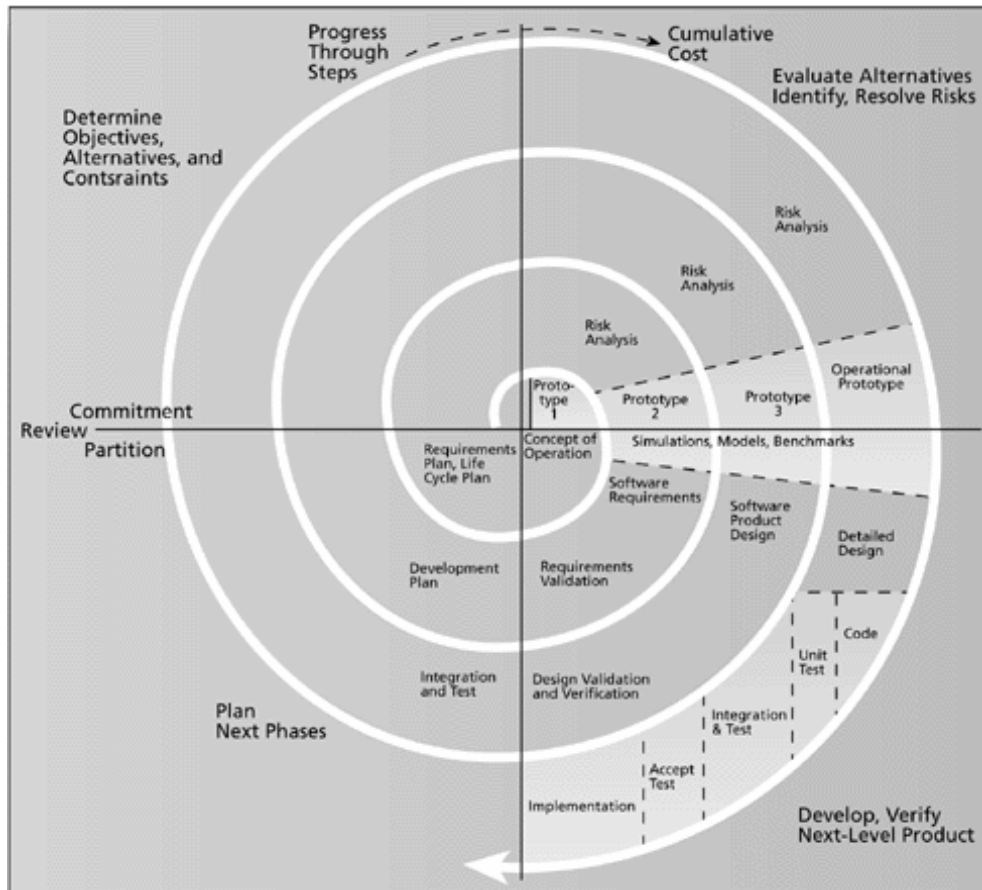 Progress
Through
Steps
Cumulative
Cost
Evaluate Alternatives
Identify, Resolve Risks
Determine
Objectives,
Alternatives, and
Contsraints
Risk
Analysis
Risk
Analysis
Risk
Analysis
Operational
Prototype
Proto-
type
1
Prototype
2
Prototype
3
Commitment
Review
Partition
Requirements
Plan, Life
Cycle Plan
Concept of
Operation
Simulations, Models, Benchmarks
Software
Requirements
Software
Product
Design
Detailed
Design
Development
Plan
Requirements
Validation
Code
Unit
Test
Integration
and Test
Design Validation
and Verification
Integration
& Test
Plan
Next Phases
Accept
Test
Implementation
Develop, Verify
Next-Level Product